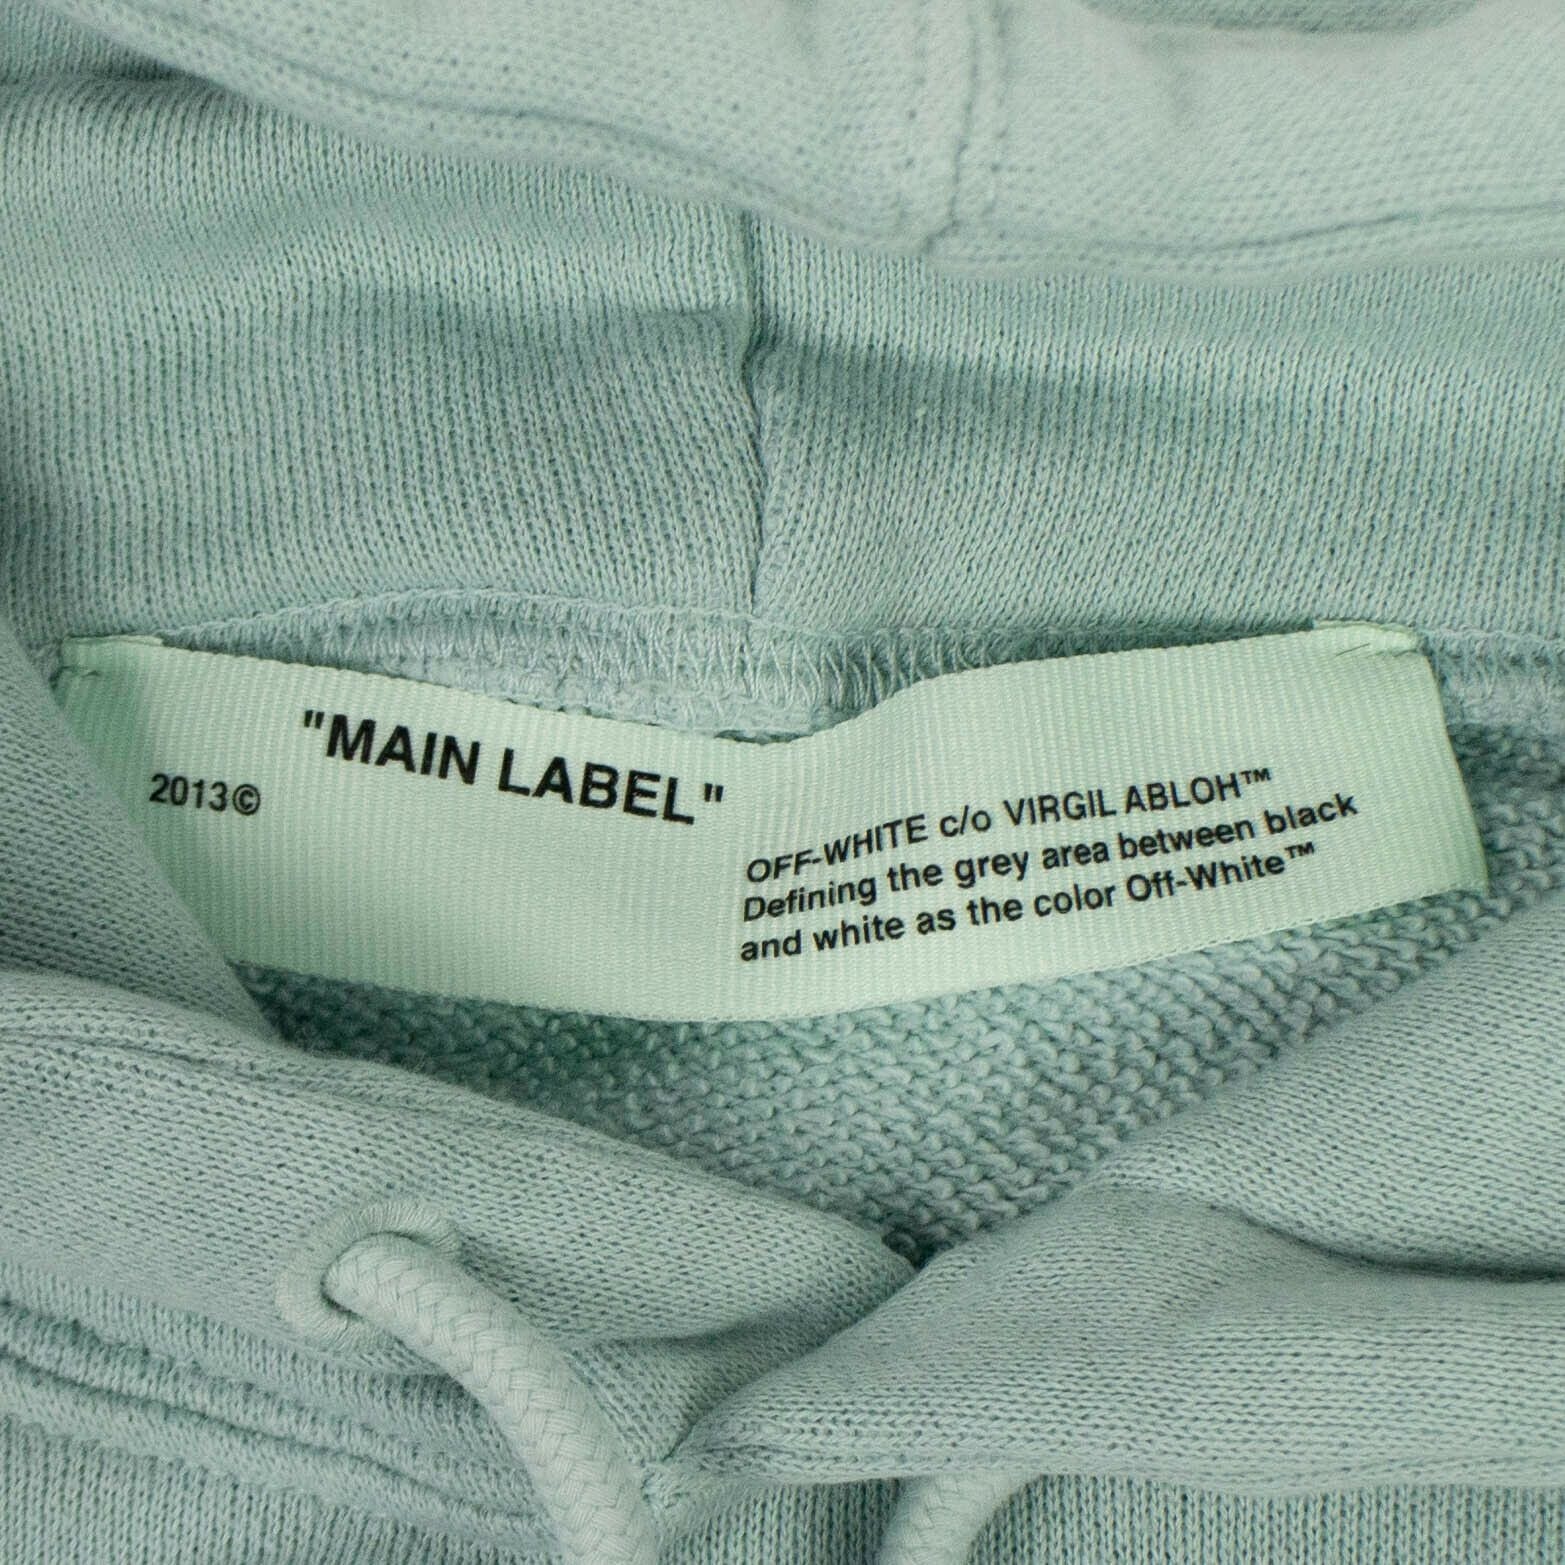 "MAIN LABEL"
2013©
OFF-WHITE c/o VIRGIL ABLOH™
Defining the grey area between black
and white as the color Off-White™